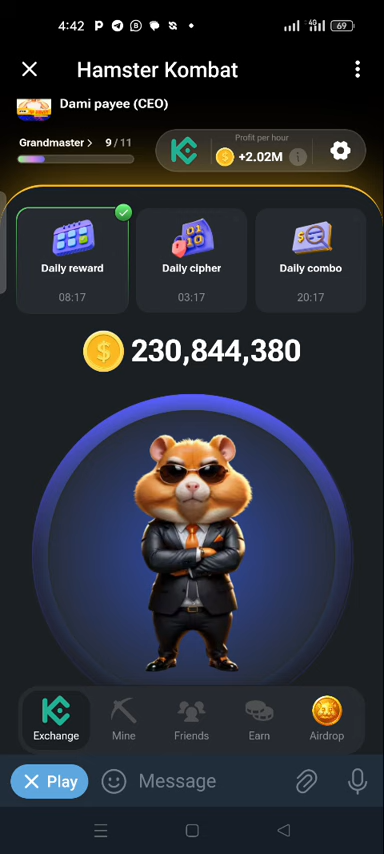 4:42
4G
69
Hamster Kombat
Dami payee (CEO)
Grandmaster > 9 / 11
Profit per hour
+2.02M
Daily reward
08:17
Daily cipher
03:17
Daily combo
20:17
230,844,380
Exchange
Mine
Friends
Earn
Airdrop
Play
Message